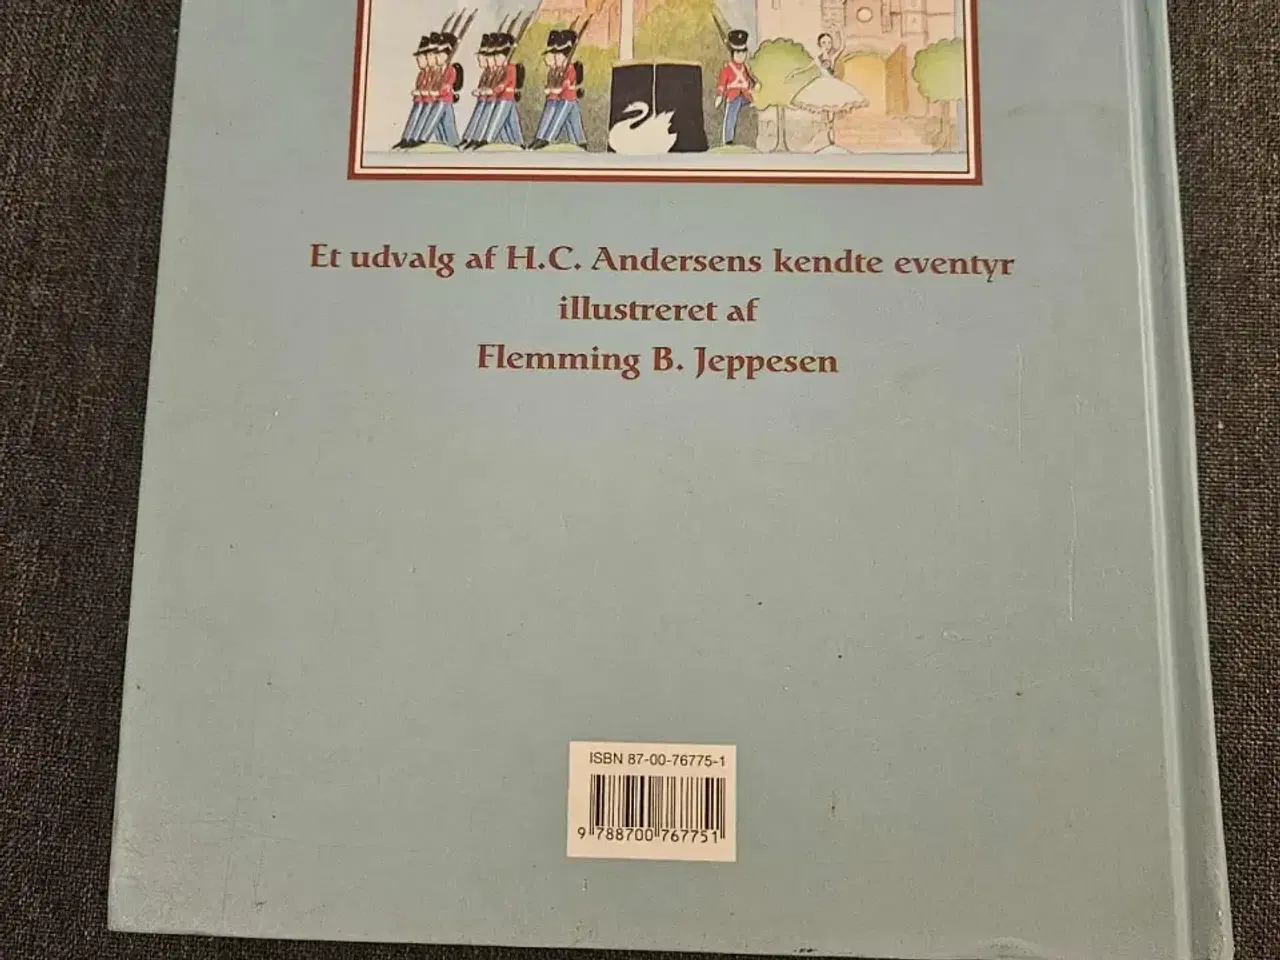 Et udvalg af H.C. Andersens kendte eventyr
illustreret af
Flemming B. Jeppesen
ISBN 87-00-76775-1
9 788700 767751